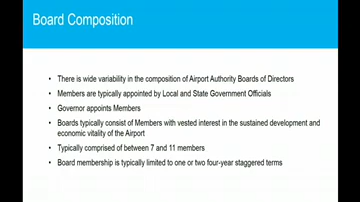 Board Composition
• There is wide variability in the composition of Airport Authority Boards of Directors
• Members are typically appointed by Local and State Government Officials
• Governor appoints Members
• Boards typically consist of Members with vested interest in the sustained development and
economic vitality of the Airport
• Typically comprised of between 7 and 11 members
• Board membership is typically limited to one or two four-year staggered terms